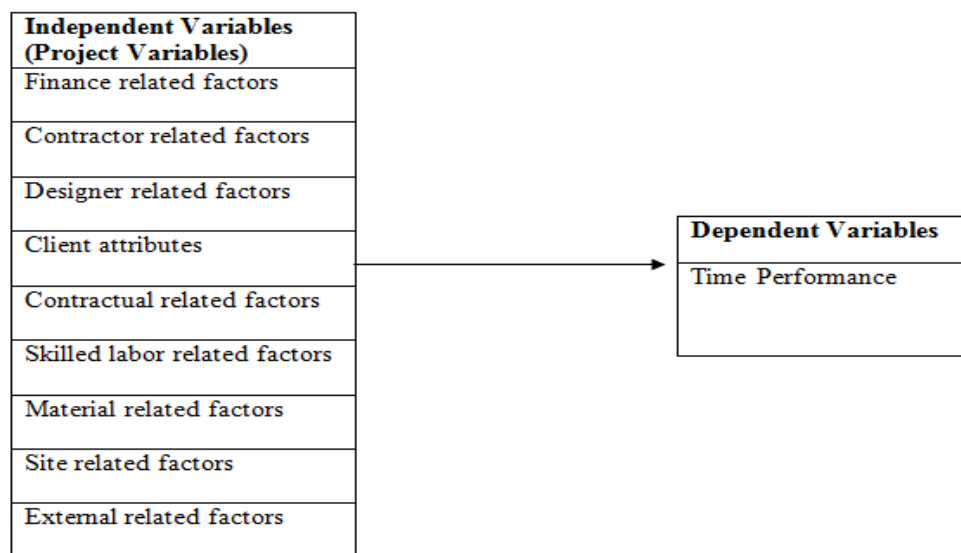 Independent Variables
(Project Variables)
Finance related factors
Contractor related factors
Designer related factors
Client attributes
Contractual related factors
Skilled labor related factors
Material related factors
Site related factors
External related factors
Dependent Variables
Time Performance